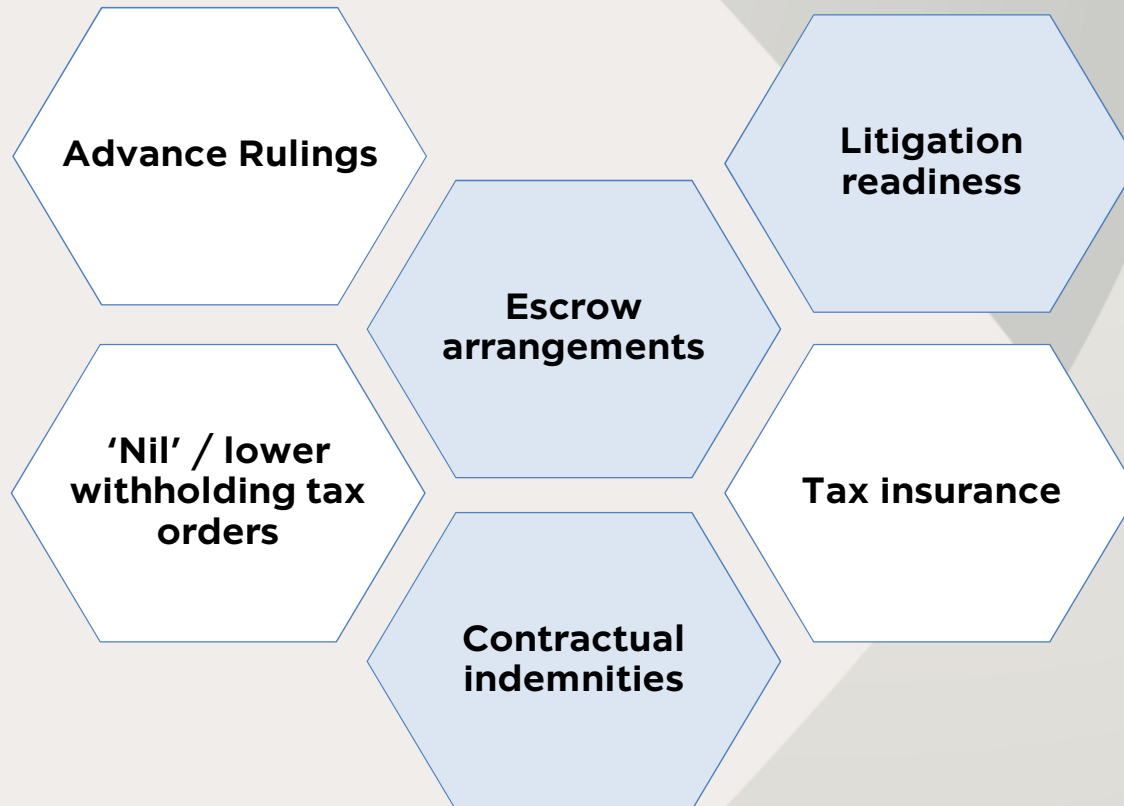 Advance Rulings
Litigation
readiness
Escrow
arrangements
‘Nil’ / lower
withholding tax
orders
Tax insurance
Contractual
indemnities